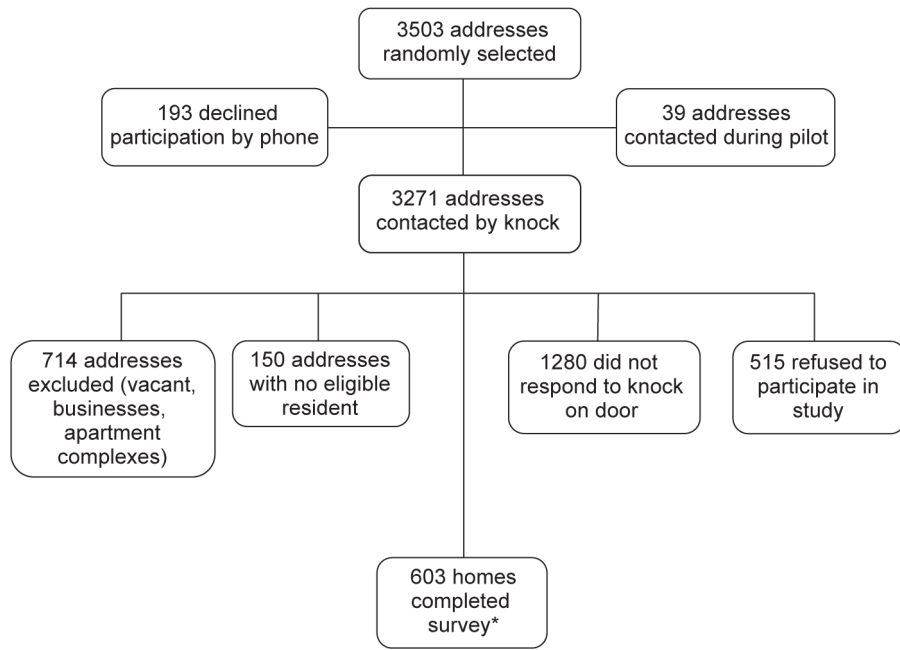 3503 addresses
randomly selected
193 declined
participation by phone
39 addresses
contacted during pilot
3271 addresses
contacted by knock
714 addresses
excluded (vacant,
businesses,
apartment
complexes)
150 addresses
with no eligible
resident
1280 did not
respond to knock
on door
515 refused to
participate in
study
603 homes
completed
survey*